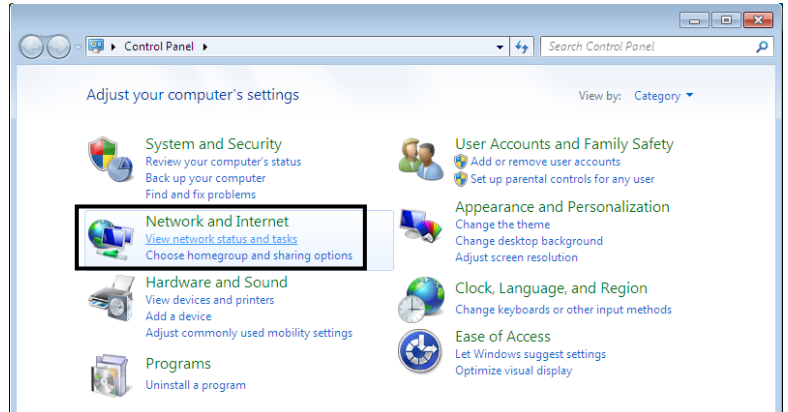 Control Panel
Search Control Panel
Adjust your computer's settings
View by: Category
System and Security
Review your computer's status
Back up your computer
Find and fix problems
Network and Internet
View network status and tasks
Choose homegroup and sharing options
Hardware and Sound
View devices and printers
Add a device
Adjust commonly used mobility settings
Programs
Uninstall a program
User Accounts and Family Safety
Add or remove user accounts
Set up parental controls for any user
Appearance and Personalization
Change the theme
Change desktop background
Adjust screen resolution
Clock, Language, and Region
Change keyboards or other input methods
Ease of Access
Let Windows suggest settings
Optimize visual display